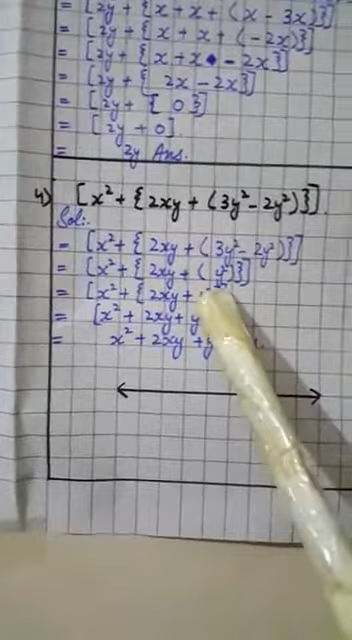 = [2y + {x + x + (x - 3x)}]
= [2y + {x + x + (-2x)}]
= [2y + {x + x - 2x}]
= [2y + { 2x - 2x}]
= [2y + { 0 }]
= [2y + 0].
= 2y Ans.
4) [x² + {2xy + (3y² - 2y²)}].
Sol:
= [x² + {2xy + (3y² - 2y²)}]
= [x² + {2xy + (y²)}]
= [x² + {2xy +
= [x² + 2xy + y
= x² + 2xy + y